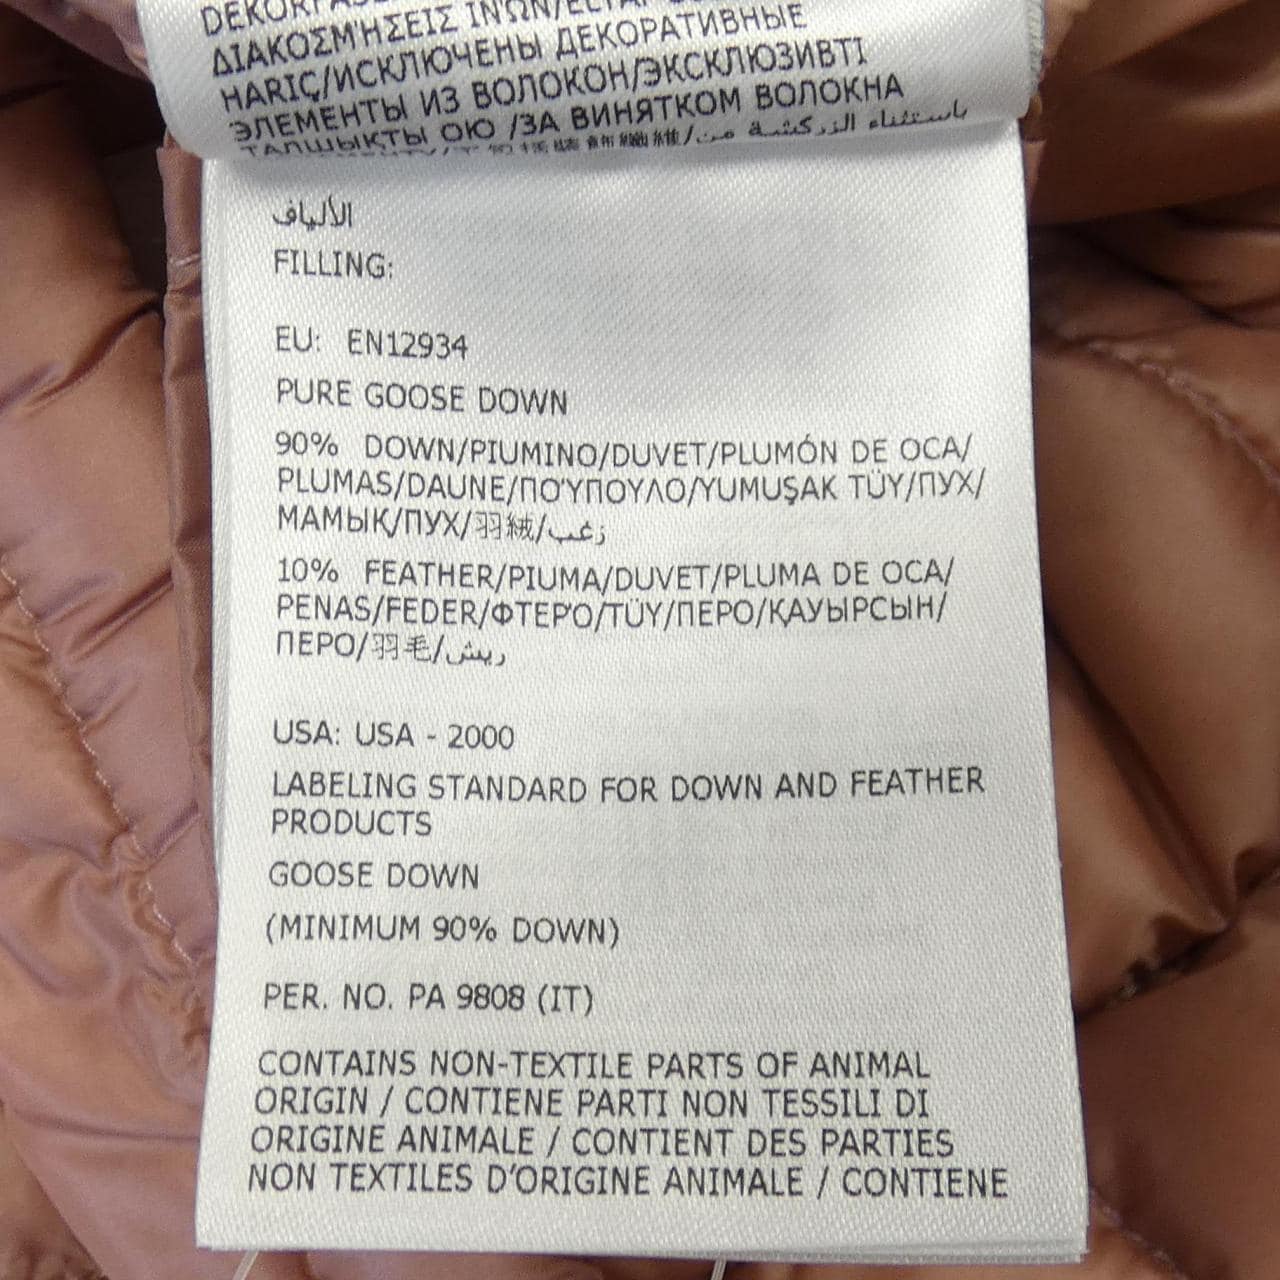 ΔΙΑΚΟΣΜΉΣΕΙΣ ΙΝΏΝ/
HARIÇ/ИСКЛЮЧЕНЫ ДЕКОРАТИВНЫЕ
ЭЛЕМЕНТЫ ИЗ ВОЛОКОН/ЭКСКЛЮЗИВТІ
ТАЛШЫҚТЫ ОЮ /ЗА ВИНЯТКОМ ВОЛОКНА
باستثناء الزركشة من/
الألياف
FILLING:
EU: EN12934
PURE GOOSE DOWN
90% DOWN/PIUMINO/DUVET/PLUMÓN DE OCA/
PLUMAS/DAUNE/ΠΟΎΠΟΥΛΟ/YUMUŞAK TÜY/ПУХ/
МАМЫҚ/ПУХ/羽絨/زغب
10% FEATHER/PIUMA/DUVET/PLUMA DE OCA/
PENAS/FEDER/ΦΤΕΡΌ/TÜY/ПЕРО/ҚАУЫРСЫН/
ПЕРО/羽毛/ريش
USA: USA - 2000
LABELING STANDARD FOR DOWN AND FEATHER
PRODUCTS
GOOSE DOWN
(MINIMUM 90% DOWN)
PER. NO. PA 9808 (IT)
CONTAINS NON-TEXTILE PARTS OF ANIMAL
ORIGIN / CONTIENE PARTI NON TESSILI DI
ORIGINE ANIMALE / CONTIENT DES PARTIES
NON TEXTILES D'ORIGINE ANIMALE / CONTIENE